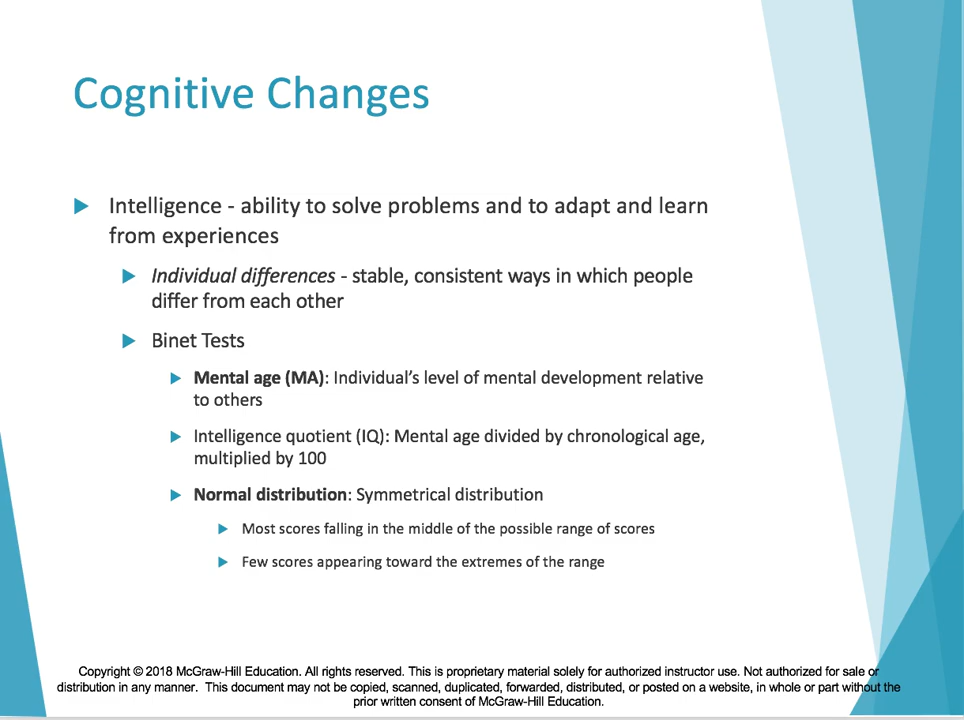 Cognitive Changes
Intelligence - ability to solve problems and to adapt and learn
from experiences
Individual differences - stable, consistent ways in which people
differ from each other
Binet Tests
Mental age (MA): Individual’s level of mental development relative
to others
Intelligence quotient (IQ): Mental age divided by chronological age,
multiplied by 100
Normal distribution: Symmetrical distribution
Most scores falling in the middle of the possible range of scores
Few scores appearing toward the extremes of the range
Copyright © 2018 McGraw-Hill Education. All rights reserved. This is proprietary material solely for authorized instructor use. Not authorized for sale or
distribution in any manner. This document may not be copied, scanned, duplicated, forwarded, distributed, or posted on a website, in whole or part without the
prior written consent of McGraw-Hill Education.